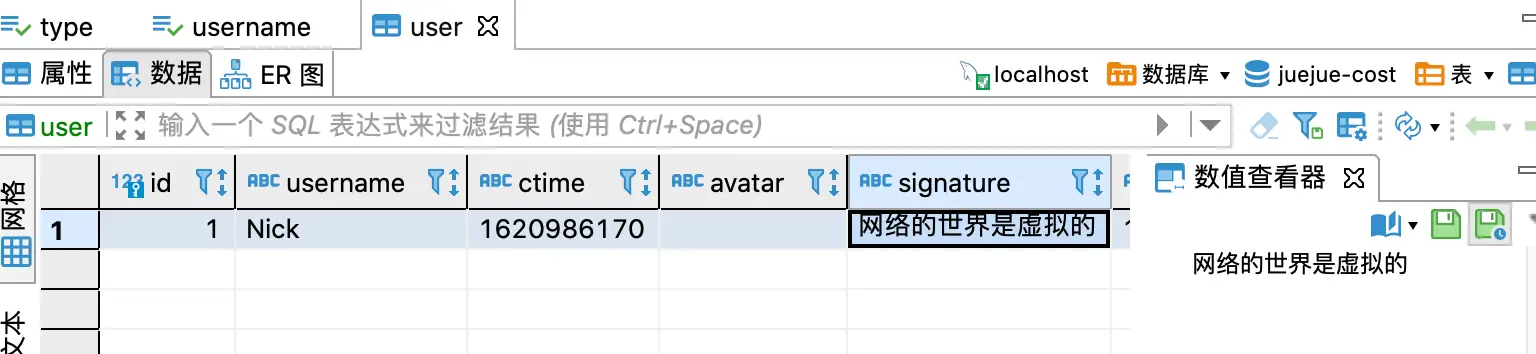 type username user
属性 数据 ER 图 localhost 数据库 juejue-cost 表
user 输入一个 SQL 表达式来过滤结果 (使用 Ctrl+Space)
网格
文本
123 id ABC username ABC ctime ABC avatar ABC signature
1 1 Nick 1620986170 网络的世界是虚拟的
数值查看器
网络的世界是虚拟的